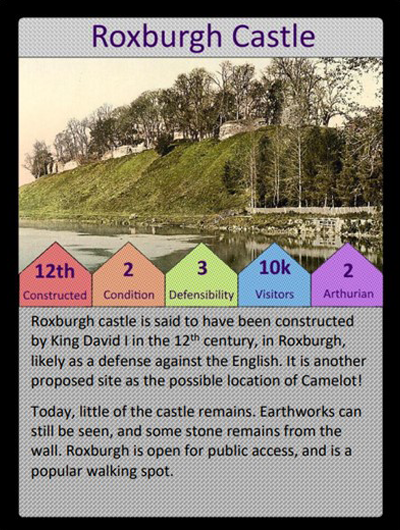 Roxburgh Castle
12th 2 3 10k 2
Constructed Condition Defensibility Visitors Arthurian
Roxburgh castle is said to have been constructed
by King David I in the 12th century, in Roxburgh,
likely as a defense against the English. It is another
proposed site as the possible location of Camelot!
Today, little of the castle remains. Earthworks can
still be seen, and some stone remains from the
wall. Roxburgh is open for public access, and is a
popular walking spot.